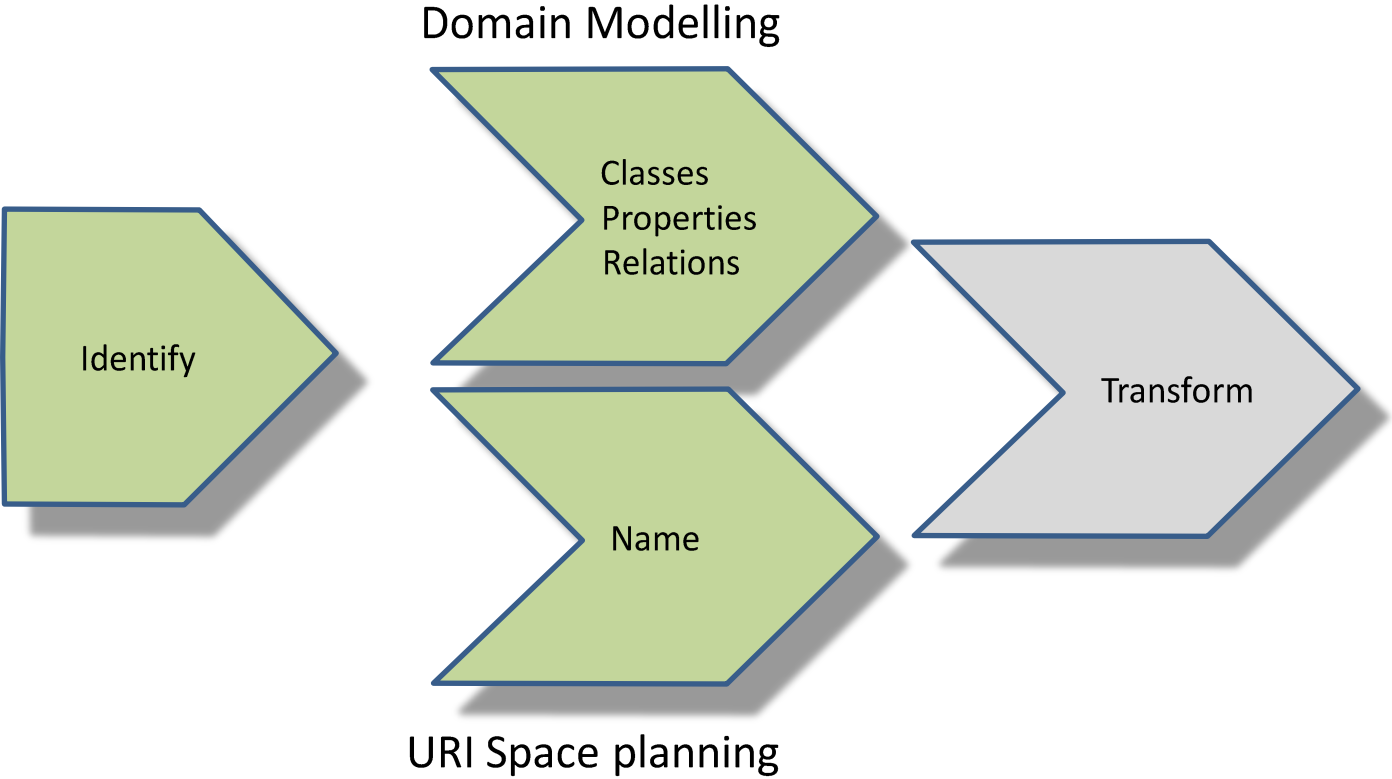 Domain Modelling
Classes
Properties
Relations
Identify
Transform
Name
URI Space planning